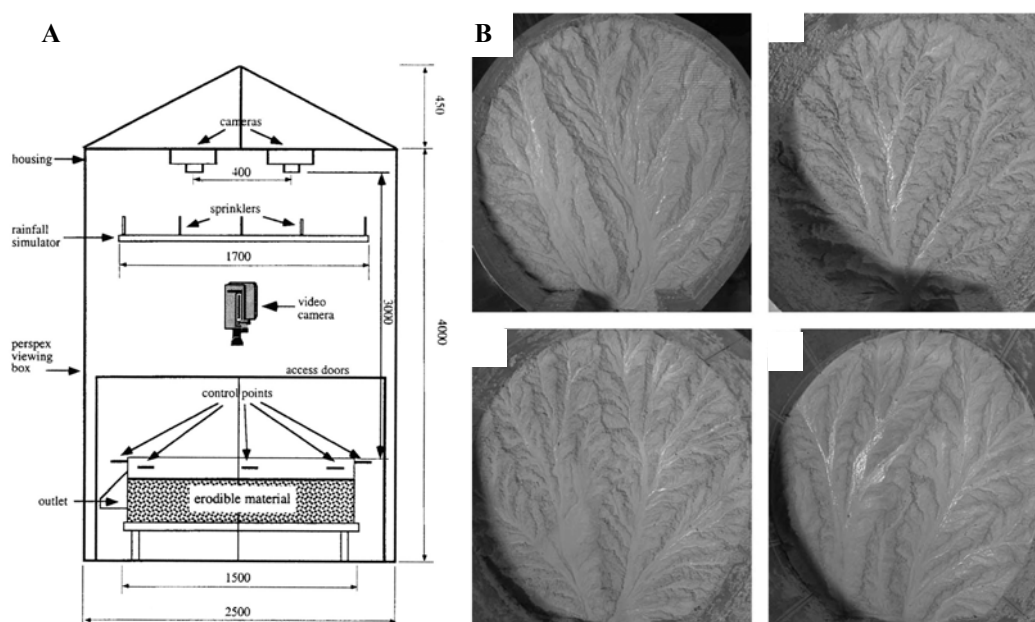 A
B
450
cameras
housing
400
sprinklers
rainfall
simulator
1700
3000
4000
video
camera
perspex
viewing
box
access doors
control points
outlet
erodible material
1500
2500